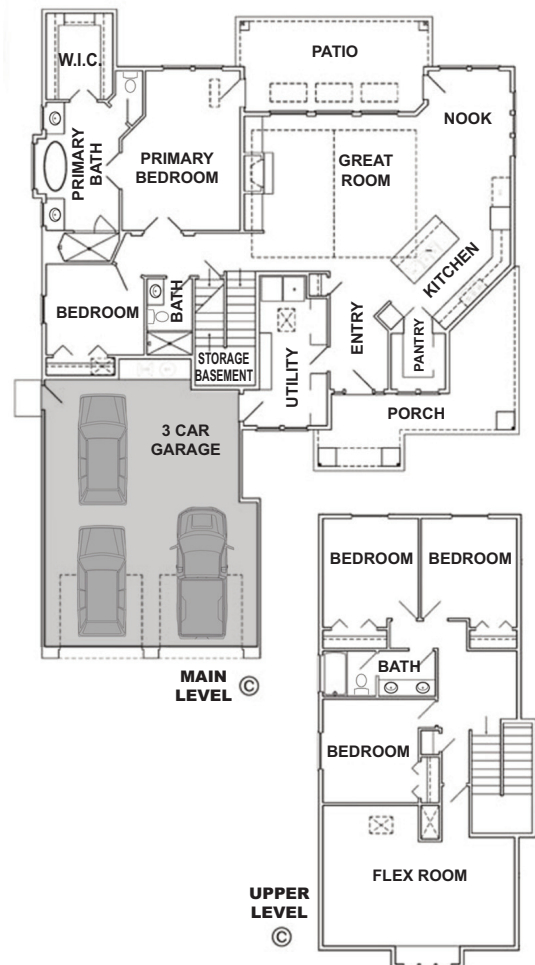 W.I.C.
PATIO
NOOK
PRIMARY
BATH
PRIMARY
BEDROOM
GREAT
ROOM
KITCHEN
BEDROOM
BATH
STORAGE
BASEMENT
UTILITY
ENTRY
PANTRY
PORCH
3 CAR
GARAGE
MAIN
LEVEL ©
BEDROOM
BEDROOM
BATH
BEDROOM
FLEX ROOM
UPPER
LEVEL
©